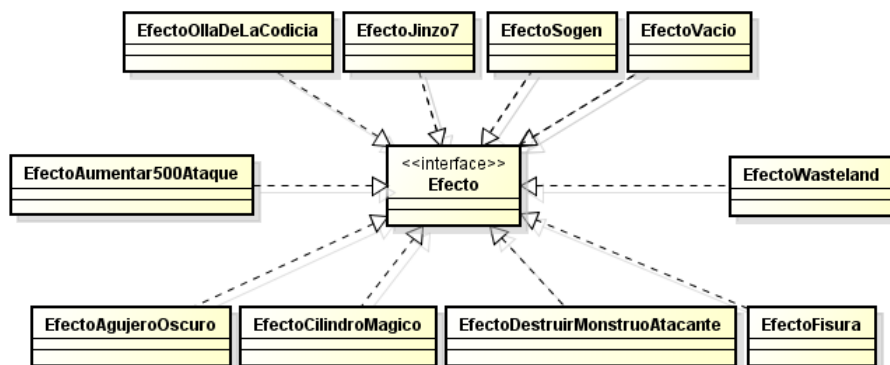 EfectoOllaDeLaCodicia
EfectoJinzo7
EfectoSogen
EfectoVacio
<<interface>>
Efecto
EfectoAumentar500Ataque
EfectoWasteland
EfectoAgujeroOscuro
EfectoCilindroMagico
EfectoDestruirMonstruoAtacante
EfectoFisura